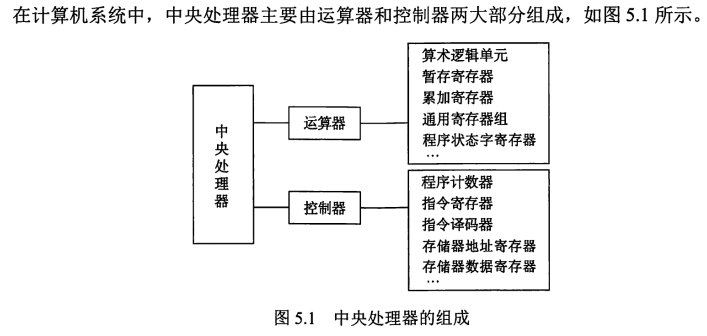 在计算机系统中，中央处理器主要由运算器和控制器两大部分组成，如图 5.1 所示。
中央处理器
运算器
算术逻辑单元
暂存寄存器
累加寄存器
通用寄存器组
程序状态字寄存器
…
控制器
程序计数器
指令寄存器
指令译码器
存储器地址寄存器
存储器数据寄存器
…
图 5.1 中央处理器的组成